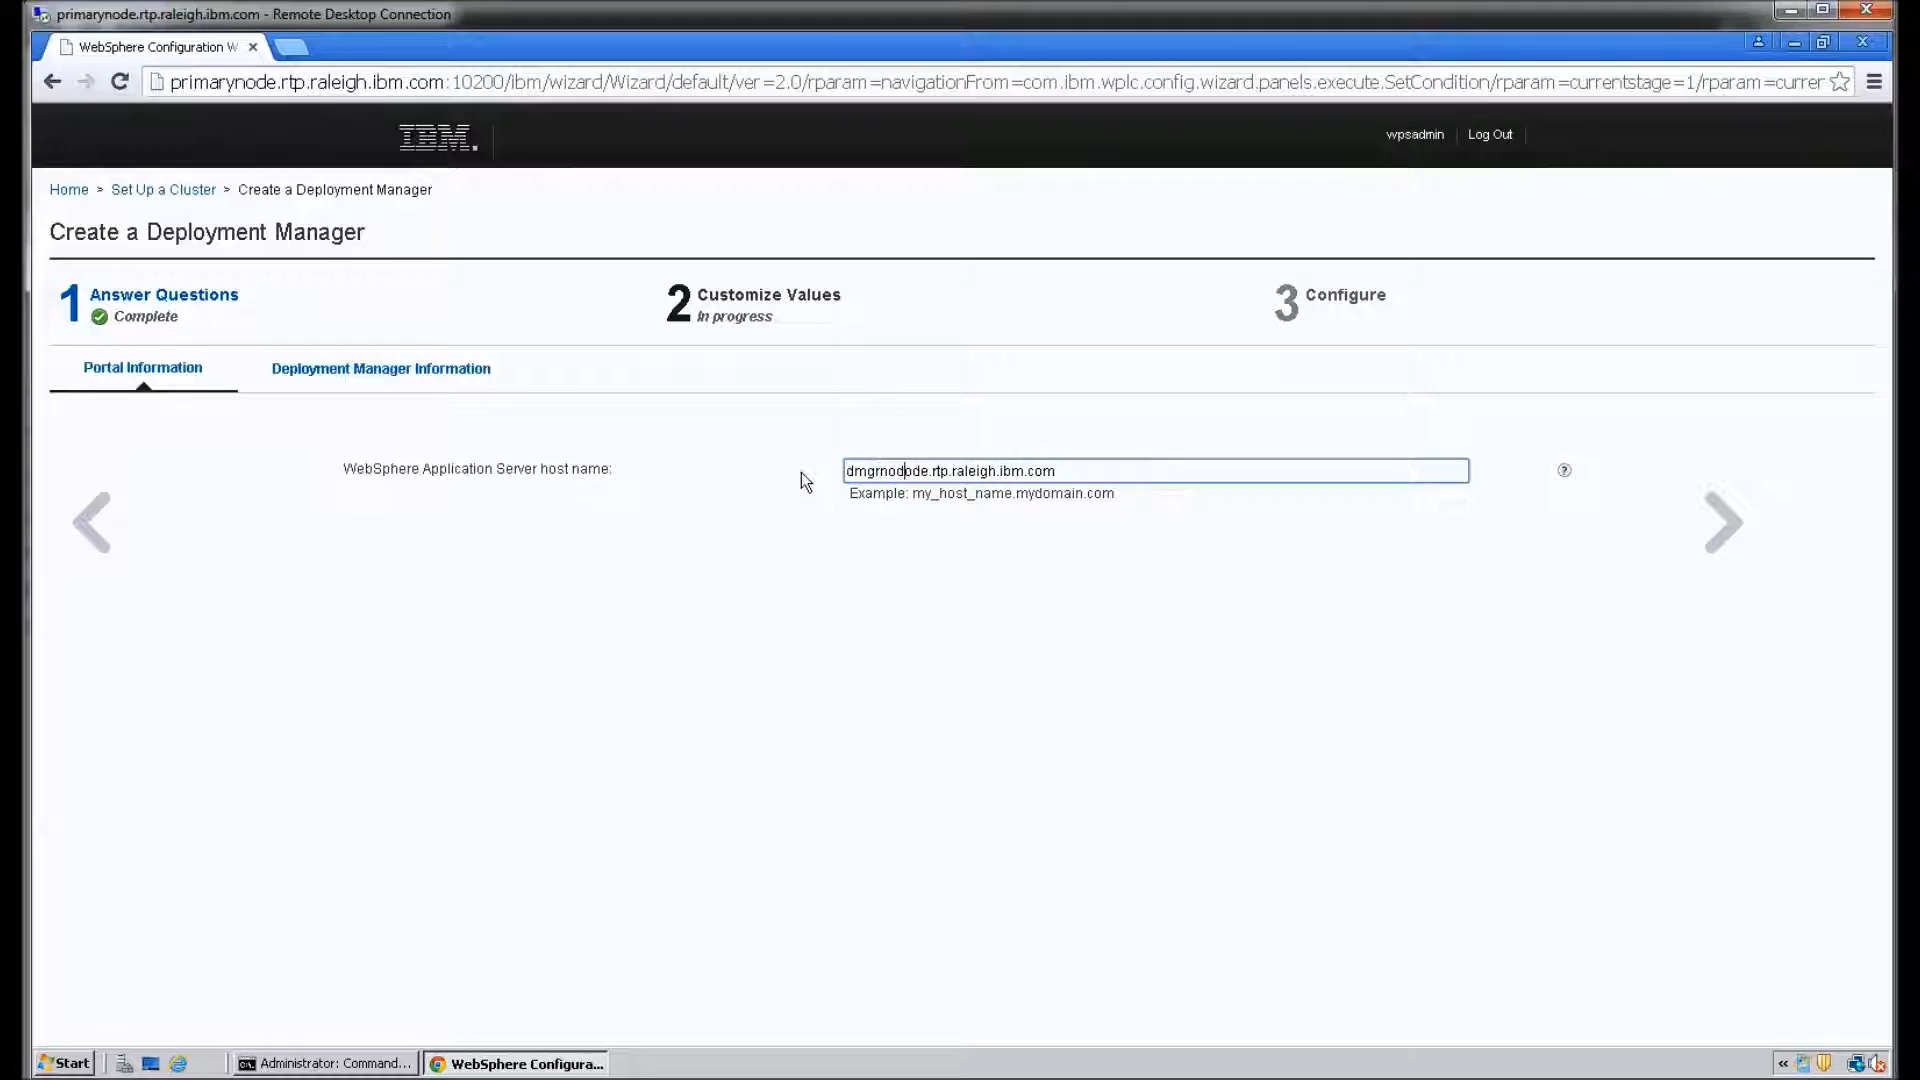 primarynode.rtp.raleigh.ibm.com - Remote Desktop Connection
WebSphere Configuration W
primarynode.rtp.raleigh.ibm.com:10200/ibm/wizard/Wizard/default/ver=2.0/rparam=navigationFrom=com.ibm.wplc.config.wizard.panels.execute.SetCondition/rparam=currentstage=1/rparam=currer
IBM.
wpsadmin
Log Out
Home > Set Up a Cluster > Create a Deployment Manager
Create a Deployment Manager
1 Answer Questions
Complete
2 Customize Values
In progress
3 Configure
Portal Information
Deployment Manager Information
WebSphere Application Server host name:
dmgrnodode.rtp.raleigh.ibm.com
Example: my_host_name.mydomain.com
Start
Administrator: Command...
WebSphere Configura...